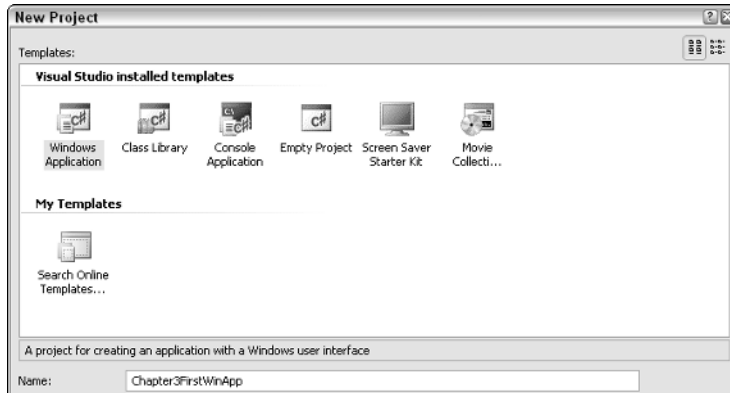 New Project
Templates:
Visual Studio installed templates
Windows Application
Class Library
Console Application
Empty Project
Screen Saver Starter Kit
Movie Collecti...
My Templates
Search Online Templates...
A project for creating an application with a Windows user interface
Name: Chapter3FirstWinApp